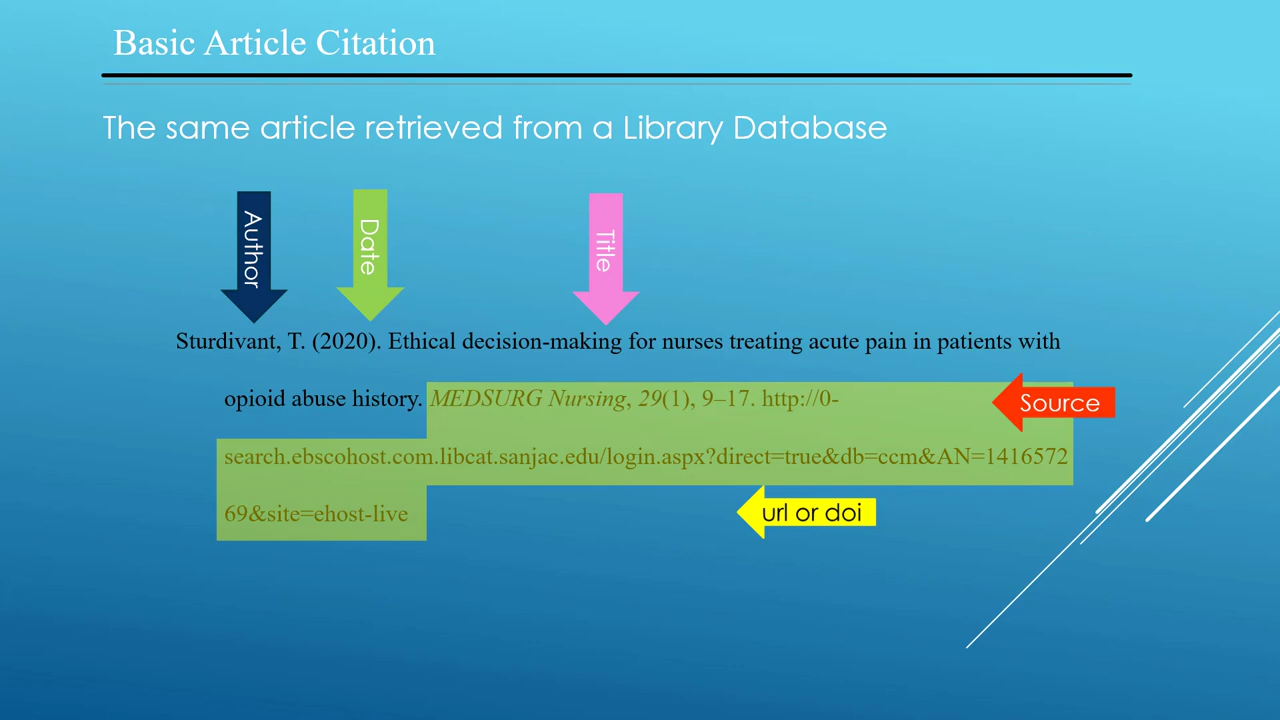 Basic Article Citation
The same article retrieved from a Library Database
Author
Date
Title
Sturdivant, T. (2020). Ethical decision-making for nurses treating acute pain in patients with
opioid abuse history. MEDSURG Nursing, 29(1), 9–17. http://0-
Source
search.ebscohost.com.libcat.sanjac.edu/login.aspx?direct=true&db=ccm&AN=1416572
69&site=ehost-live
url or doi